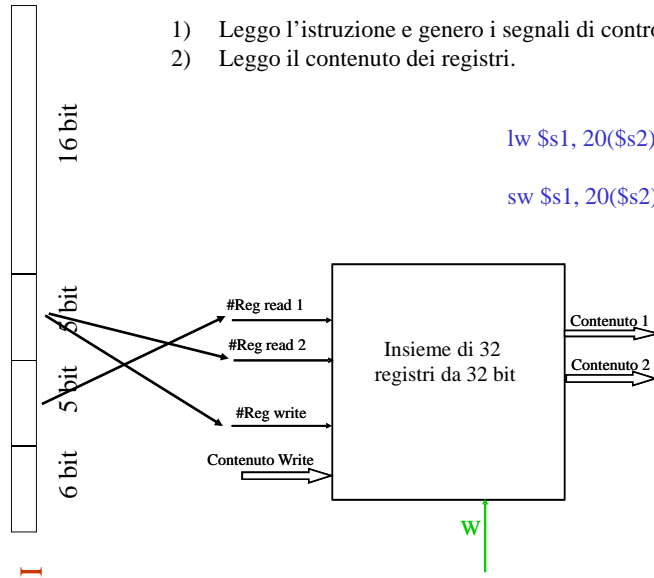 1) Leggo l'istruzione e genero i segnali di contro
2) Leggo il contenuto dei registri.
lw $s1, 20($s2)
sw $s1, 20($s2)
16 bit
5 bit
5 bit
6 bit
I
#Reg read 1
#Reg read 2
#Reg write
Contenuto Write
Insieme di 32
registri da 32 bit
Contenuto 1
Contenuto 2
W